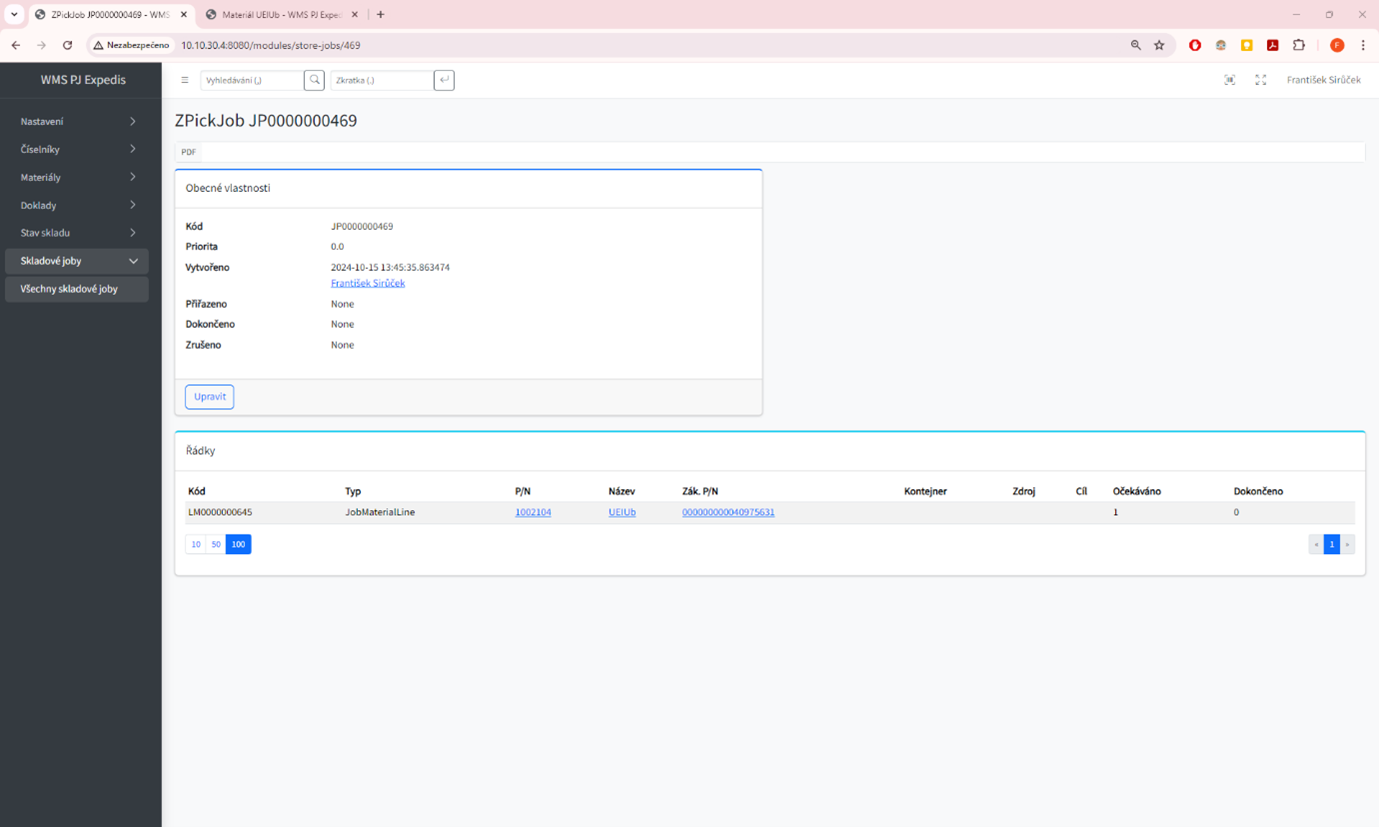 ZPickJob JP0000000469 - WMS
Materiál UEIUb - WMS PJ Exped
Nezabezpečeno 10.10.30.4:8080/modules/store-jobs/469
F
WMS PJ Expedis
Vyhledávání (,) Zkratka (.) František Sirůček
Nastavení
Číselníky
Materiály
Doklady
Stav skladu
Skladové joby
Všechny skladové joby
ZPickJob JP0000000469
PDF
Obecné vlastnosti
Kód JP0000000469
Priorita 0.0
Vytvořeno 2024-10-15 13:45:35.863474
František Sirůček
Přiřazeno None
Dokončeno None
Zrušeno None
Upravit
Řádky
Kód Typ P/N Název Zák. P/N Kontejner Zdroj Cíl Očekáváno Dokončeno
LM0000000645 JobMaterialLine 1002104 UEIUb 000000000040975631 1 0
10 50 100 « 1 »